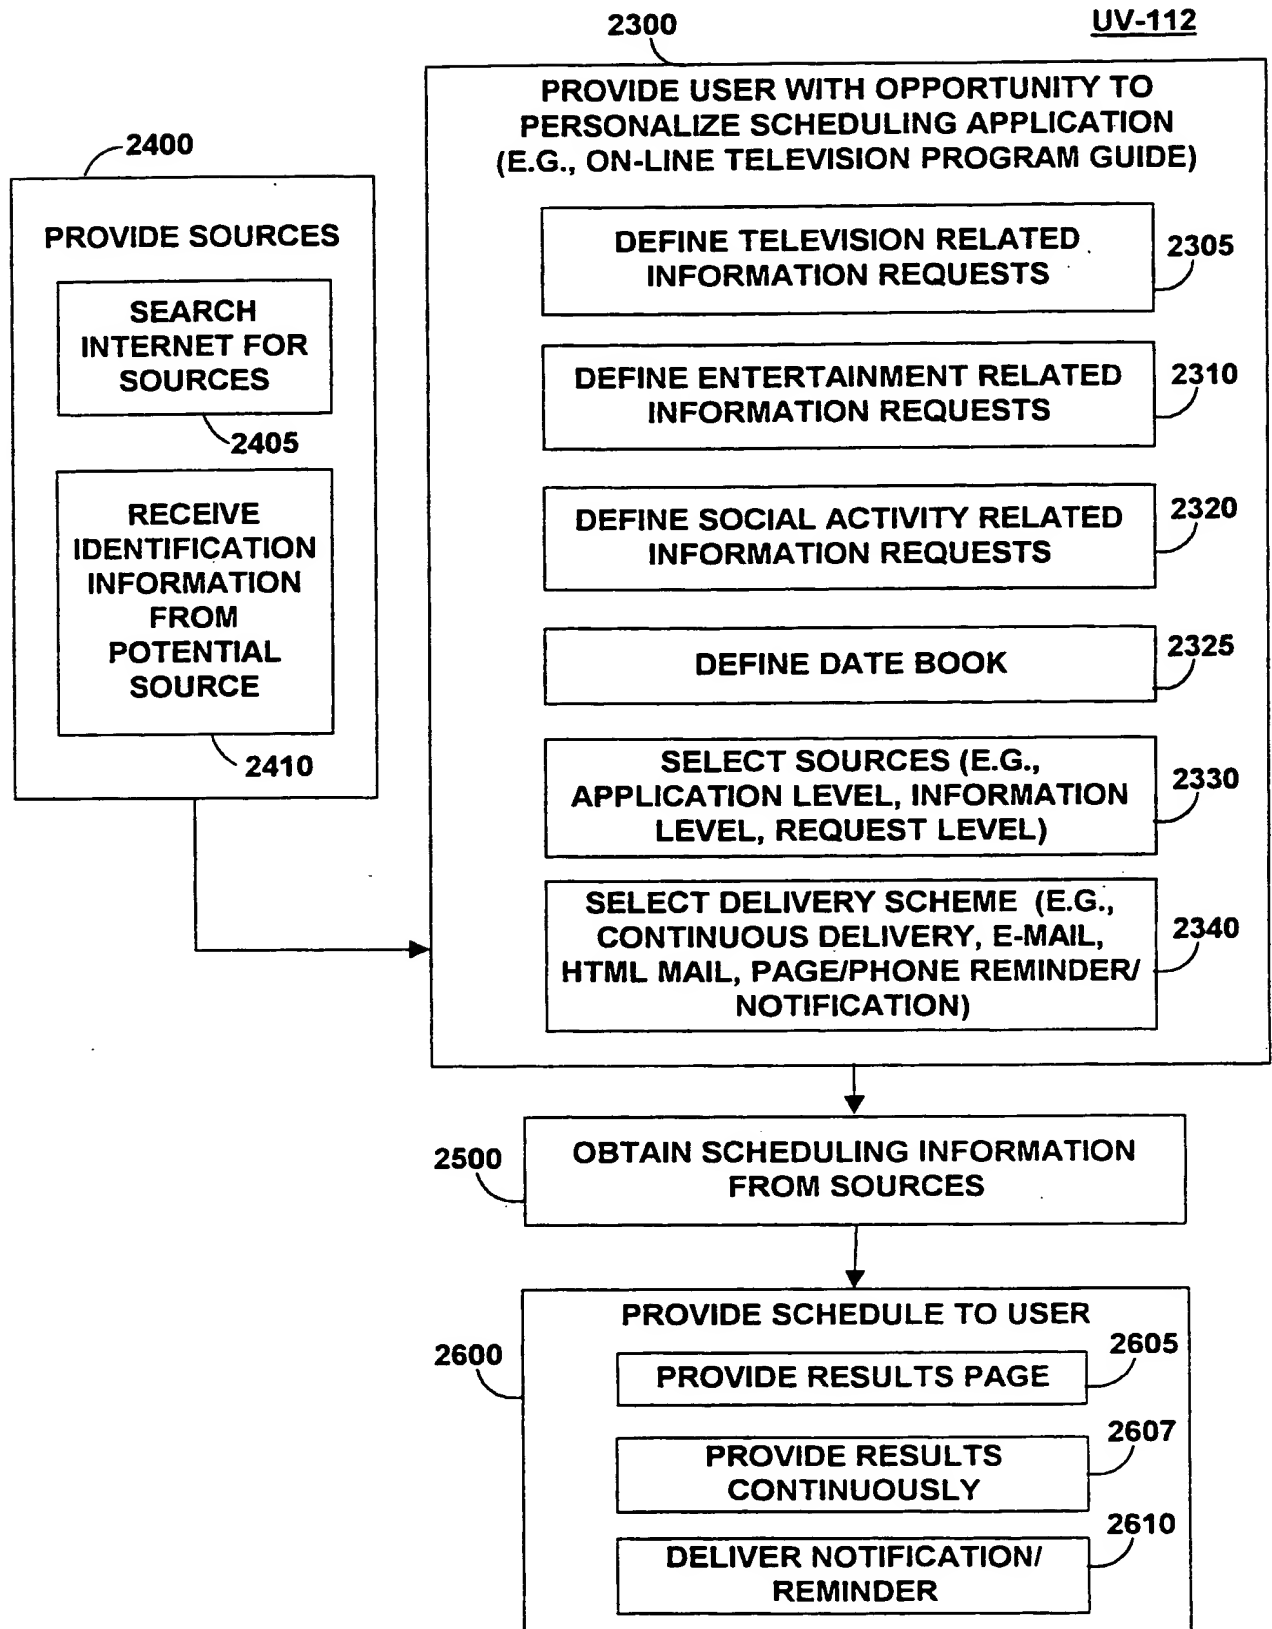 UV-112
2300
PROVIDE USER WITH OPPORTUNITY TO
PERSONALIZE SCHEDULING APPLICATION
(E.G., ON-LINE TELEVISION PROGRAM GUIDE)
2400
PROVIDE SOURCES
SEARCH
INTERNET FOR
SOURCES
2405
RECEIVE
IDENTIFICATION
INFORMATION
FROM
POTENTIAL
SOURCE
2410
DEFINE TELEVISION RELATED
INFORMATION REQUESTS
2305
DEFINE ENTERTAINMENT RELATED
INFORMATION REQUESTS
2310
DEFINE SOCIAL ACTIVITY RELATED
INFORMATION REQUESTS
2320
DEFINE DATE BOOK
2325
SELECT SOURCES (E.G.,
APPLICATION LEVEL, INFORMATION
LEVEL, REQUEST LEVEL)
2330
SELECT DELIVERY SCHEME (E.G.,
CONTINUOUS DELIVERY, E-MAIL,
HTML MAIL, PAGE/PHONE REMINDER/
NOTIFICATION)
2340
2500
OBTAIN SCHEDULING INFORMATION
FROM SOURCES
2600
PROVIDE SCHEDULE TO USER
PROVIDE RESULTS PAGE
2605
PROVIDE RESULTS
CONTINUOUSLY
2607
DELIVER NOTIFICATION/
REMINDER
2610